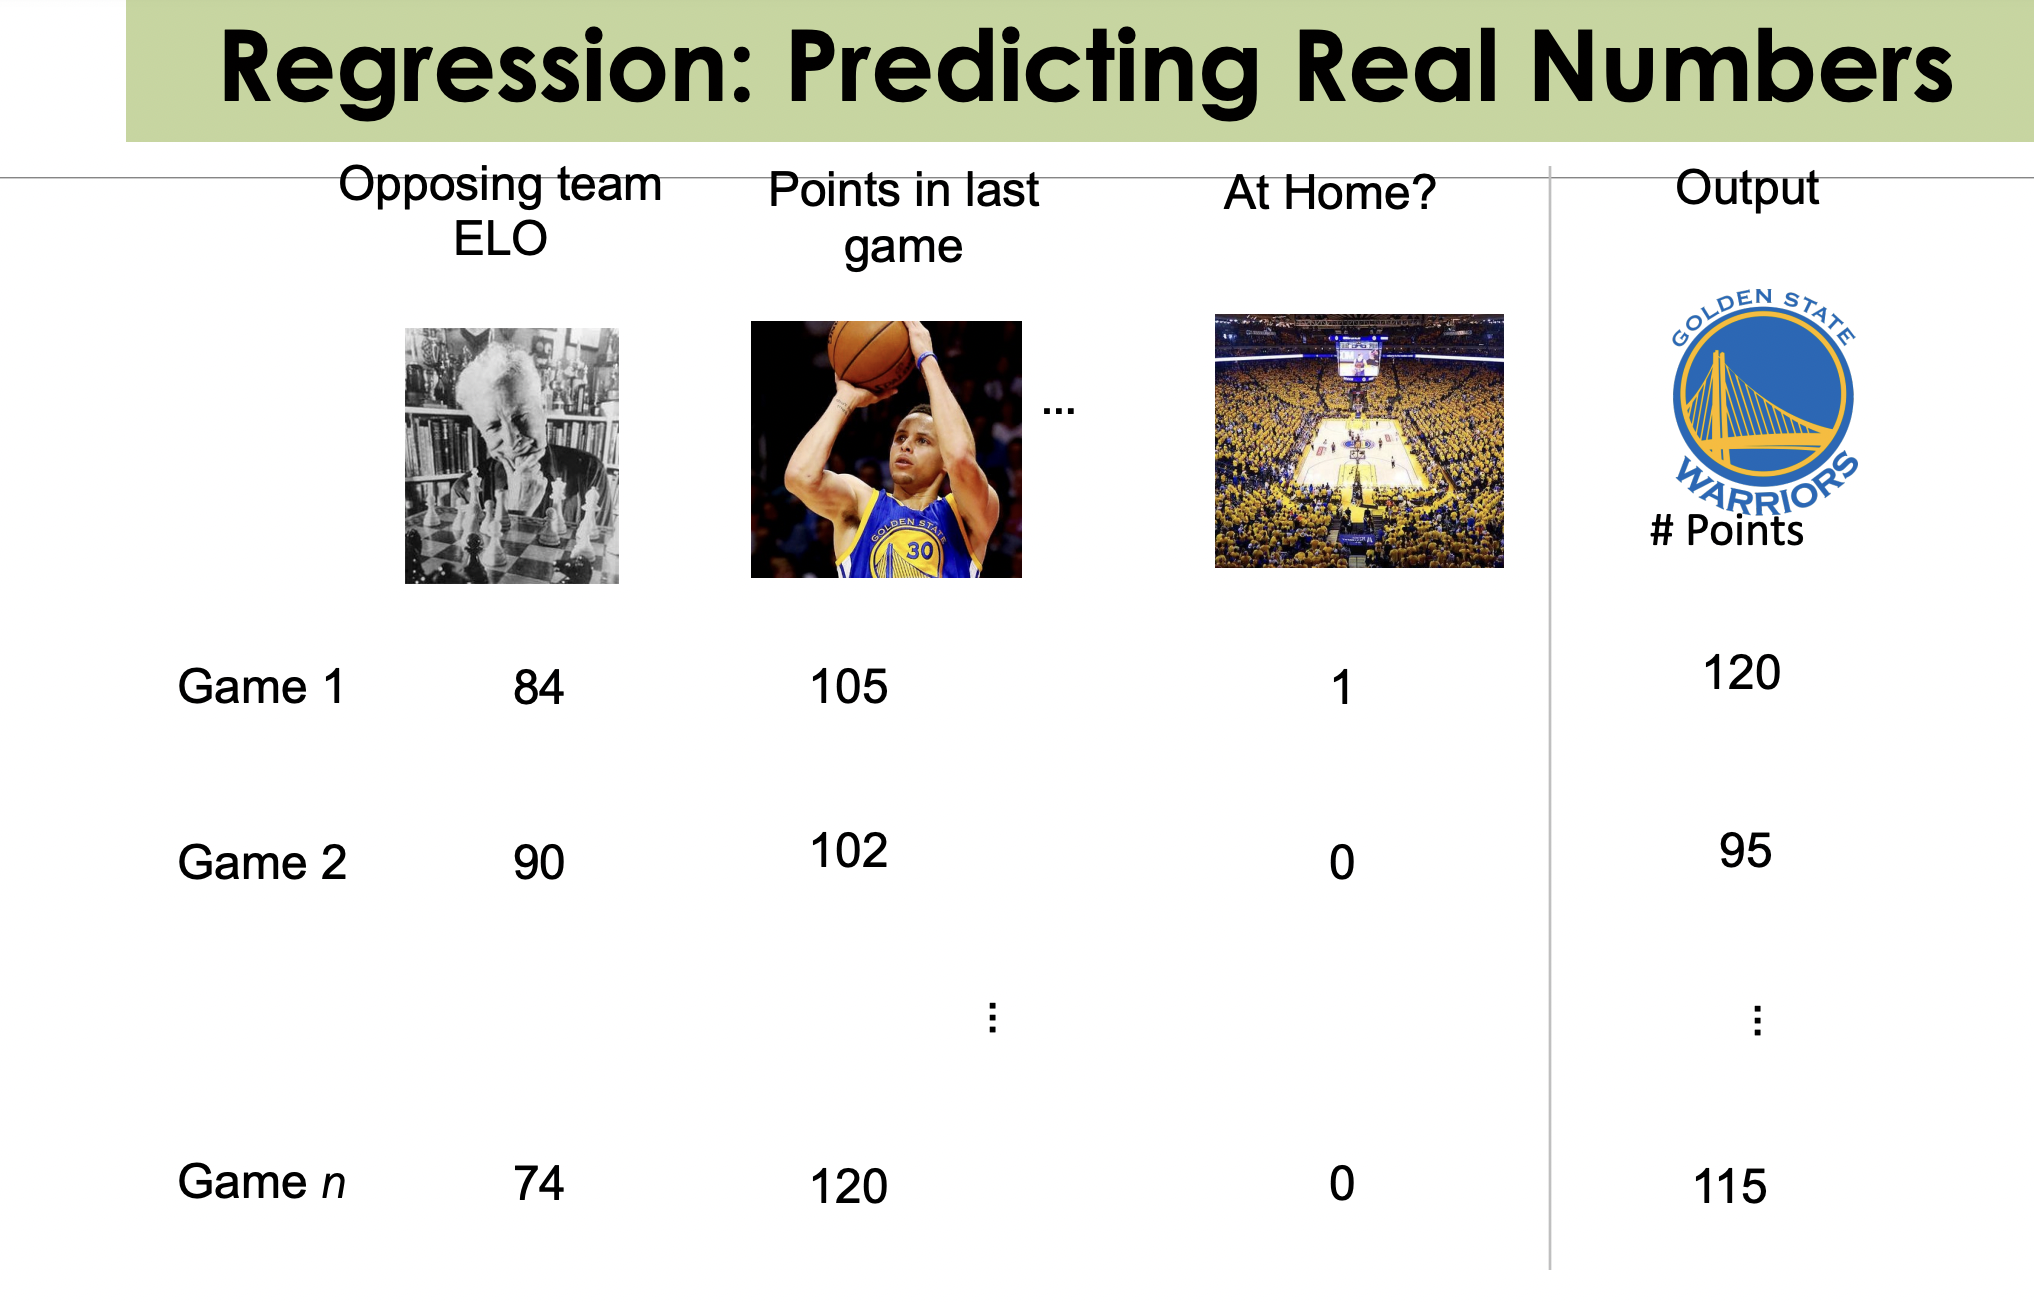 Regression: Predicting Real Numbers
Opposing team
ELO
Points in last
game
At Home?
Output
GOLDEN STATE
WARRIORS
GOLDEN STATE
30
...
# Points
Game 1 84 105 1 120
Game 2 90 102 0 95
⋮ ⋮
Game n 74 120 0 115